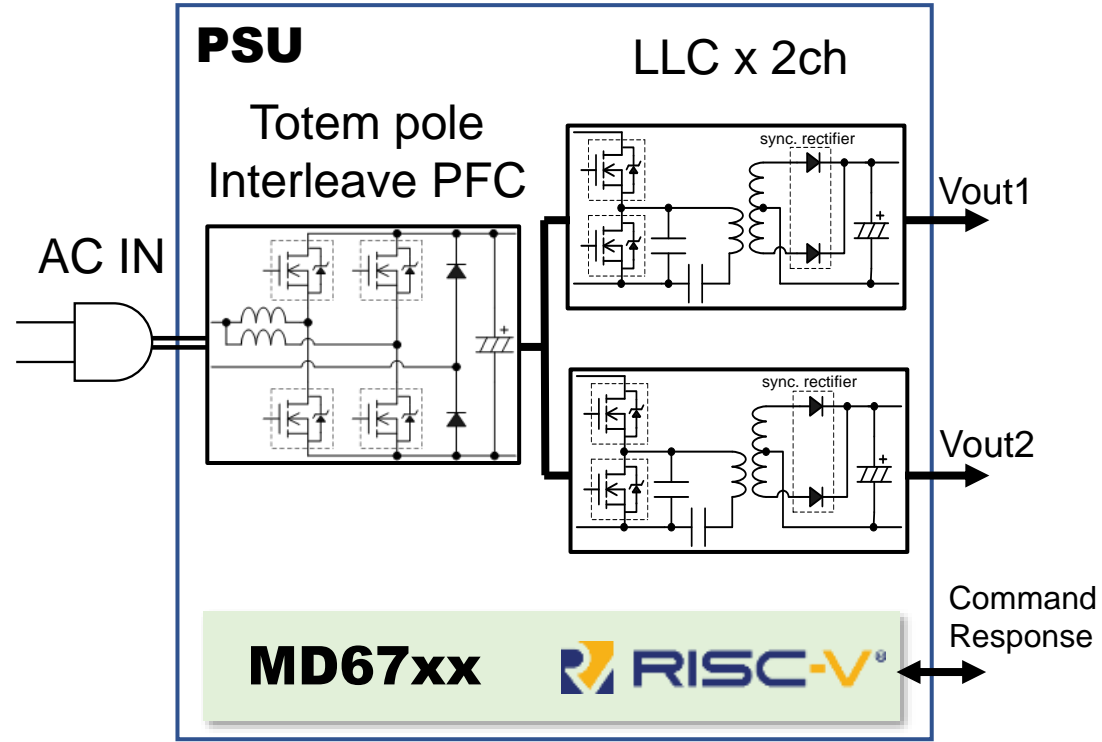 PSU
LLC x 2ch
Totem pole
Interleave PFC
AC IN
sync. rectifier
+
Vout1
+
sync. rectifier
+
Vout2
Command
Response
MD67xx
RISC-V®